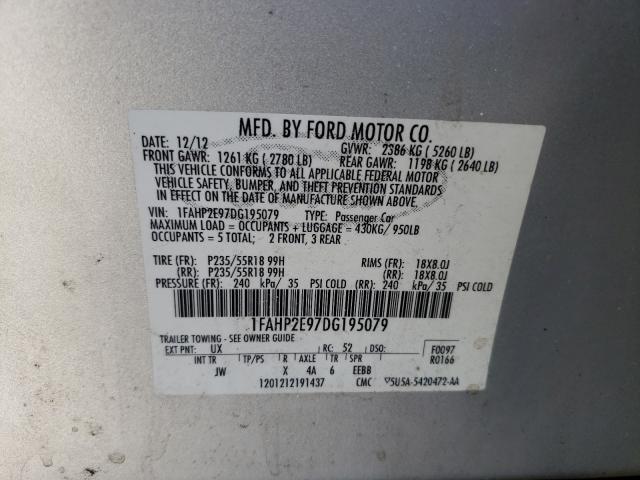 MFD. BY FORD MOTOR CO.
DATE: 12/12 GVWR: 2386 KG ( 5260 LB)
FRONT GAWR: 1261 KG ( 2780 LB) REAR GAWR: 1198 KG ( 2640 LB)
THIS VEHICLE CONFORMS TO ALL APPLICABLE FEDERAL MOTOR
VEHICLE SAFETY, BUMPER, AND THEFT PREVENTION STANDARDS
IN EFFECT ON THE DATE OF MANUFACTURE SHOWN ABOVE.
VIN: 1FAHP2E97DG195079 TYPE: Passenger Car
MAXIMUM LOAD = OCCUPANTS + LUGGAGE = 430KG/ 950LB
OCCUPANTS = 5 TOTAL; 2 FRONT, 3 REAR
TIRE (FR): P235/55R18 99H RIMS (FR): 18X8.0J
(RR): P235/55R18 99H (RR): 18X8.0J
PRESSURE (FR): 240 kPa/ 35 PSI COLD (RR): 240 kPa/ 35 PSI COLD
1FAHP2E97DG195079
TRAILER TOWING - SEE OWNER GUIDE
EXT PNT: UX RC: 52 DSO: F0097
INT TR TP/PS R AXLE TR SPR R0166
JW X 4A 6 EEBB
1201212191437 CMC 5U5A-5420472-AA